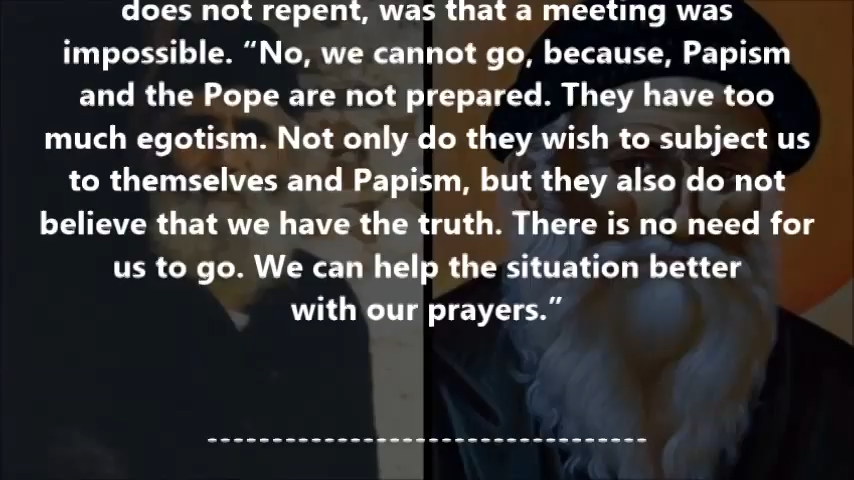 does not repent, was that a meeting was
impossible. “No, we cannot go, because, Papism
and the Pope are not prepared. They have too
much egotism. Not only do they wish to subject us
to themselves and Papism, but they also do not
believe that we have the truth. There is no need for
us to go. We can help the situation better
with our prayers.”
----------------------------------